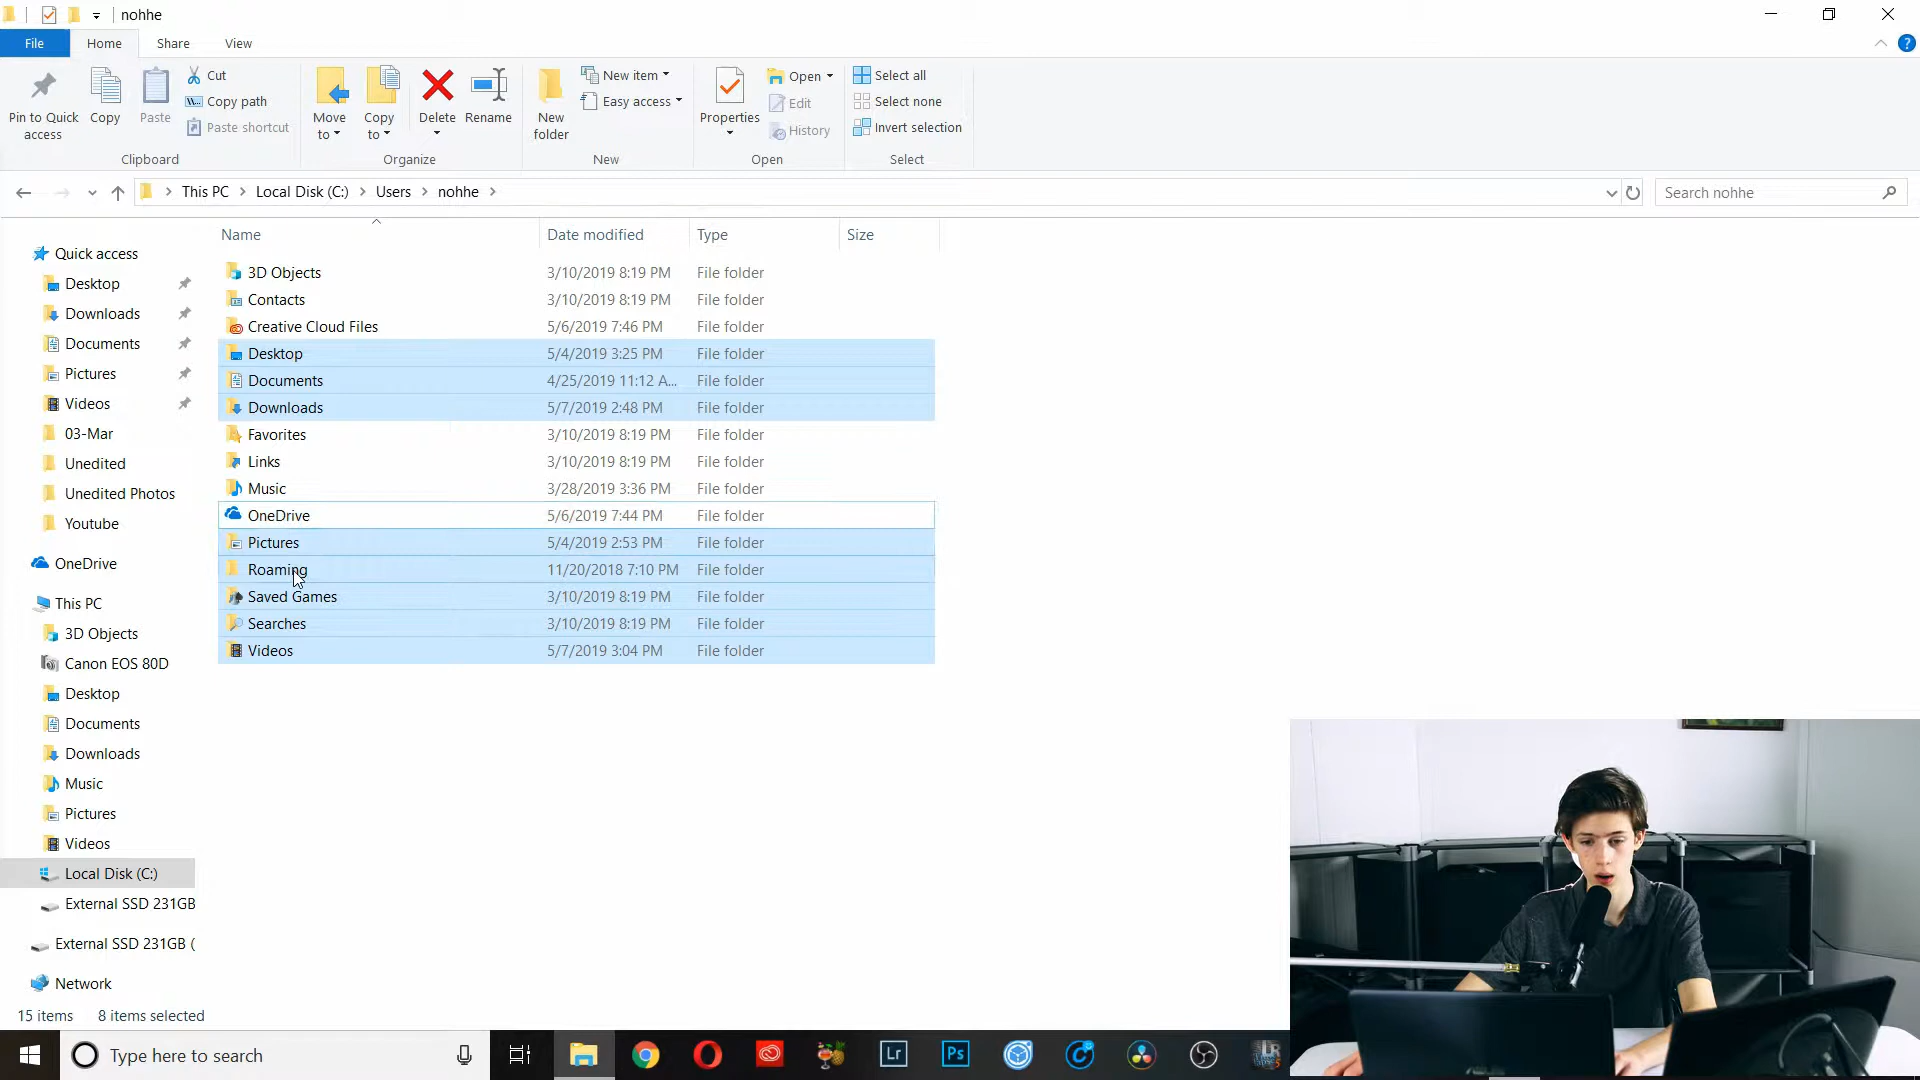 nohhe
File
Home
Share
View
Pin to Quick access
Copy
Paste
Cut
Copy path
Paste shortcut
Clipboard
Move to
Copy to
Delete
Rename
Organize
New folder
New item
Easy access
New
Properties
Open
Edit
History
Open
Select all
Select none
Invert selection
Select
This PC
Local Disk (C:)
Users
nohhe
Search nohhe
Quick access
Desktop
Downloads
Documents
Pictures
Videos
03-Mar
Unedited
Unedited Photos
Youtube
OneDrive
This PC
3D Objects
Canon EOS 80D
Desktop
Documents
Downloads
Music
Pictures
Videos
Local Disk (C:)
External SSD 231GB
External SSD 231GB (
Network
Name Date modified Type Size
3D Objects 3/10/2019 8:19 PM File folder
Contacts 3/10/2019 8:19 PM File folder
Creative Cloud Files 5/6/2019 7:46 PM File folder
Desktop 5/4/2019 3:25 PM File folder
Documents 4/25/2019 11:12 A... File folder
Downloads 5/7/2019 2:48 PM File folder
Favorites 3/10/2019 8:19 PM File folder
Links 3/10/2019 8:19 PM File folder
Music 3/28/2019 3:36 PM File folder
OneDrive 5/6/2019 7:44 PM File folder
Pictures 5/4/2019 2:53 PM File folder
Roaming 11/20/2018 7:10 PM File folder
Saved Games 3/10/2019 8:19 PM File folder
Searches 3/10/2019 8:19 PM File folder
Videos 5/7/2019 3:04 PM File folder
15 items 8 items selected
Type here to search
Lr
Ps